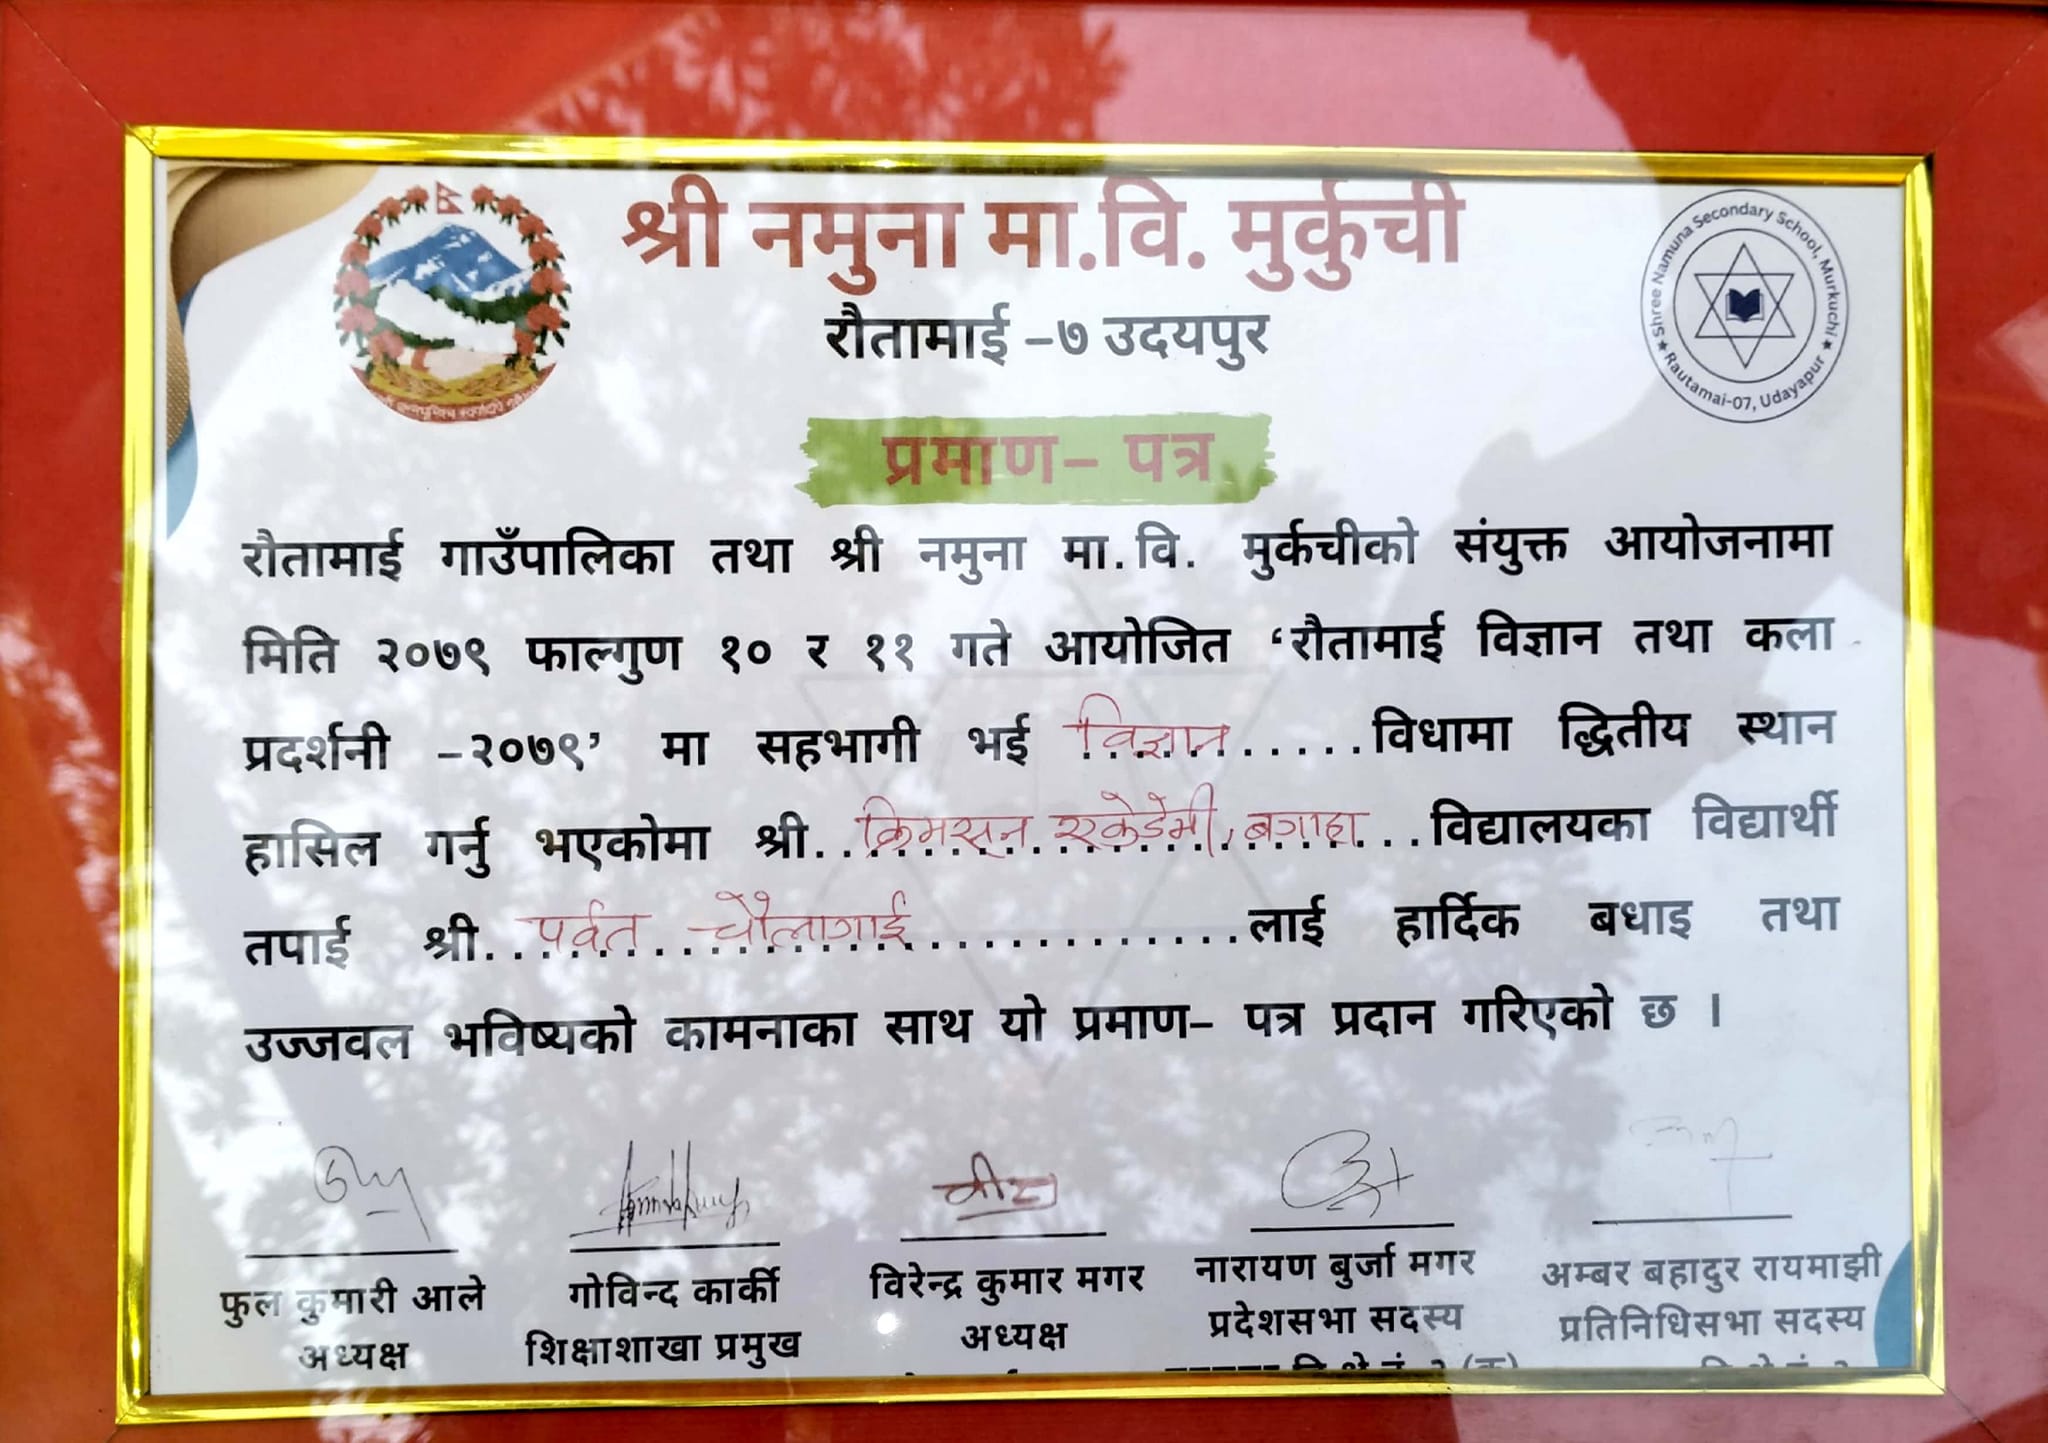 श्री नमुना मा.वि. मुर्कुची
रौतामाई -७ उदयपुर
Shree Namuna Secondary School, Murkuchi
★ Rautamai-07, Udayapur ★
प्रमाण- पत्र
रौतामाई गाउँपालिका तथा श्री नमुना मा.वि. मुर्कचीको संयुक्त आयोजनामा
मिति २०७९ फाल्गुण १० र ११ गते आयोजित ‘रौतामाई विज्ञान तथा कला
प्रदर्शनी -२०७९’ मा सहभागी भई विज्ञान.....विधामा द्धितीय स्थान
हासिल गर्नु भएकोमा श्री..क्रिमसन एकेडेमी, बगाहा...विद्यालयका विद्यार्थी
तपाई श्री..पर्वत चौलागाई............लाई हार्दिक बधाइ तथा
उज्जवल भविष्यको कामनाका साथ यो प्रमाण- पत्र प्रदान गरिएको छ ।
फुल कुमारी आले
अध्यक्ष
गोविन्द कार्की
शिक्षाशाखा प्रमुख
विरेन्द्र कुमार मगर
अध्यक्ष
नारायण बुर्जा मगर
प्रदेशसभा सदस्य
अम्बर बहादुर रायमाझी
प्रतिनिधिसभा सदस्य